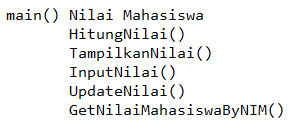 main() Nilai Mahasiswa
HitungNilai()
TampilkanNilai()
InputNilai()
UpdateNilai()
GetNilaiMahasiswaByNIM()